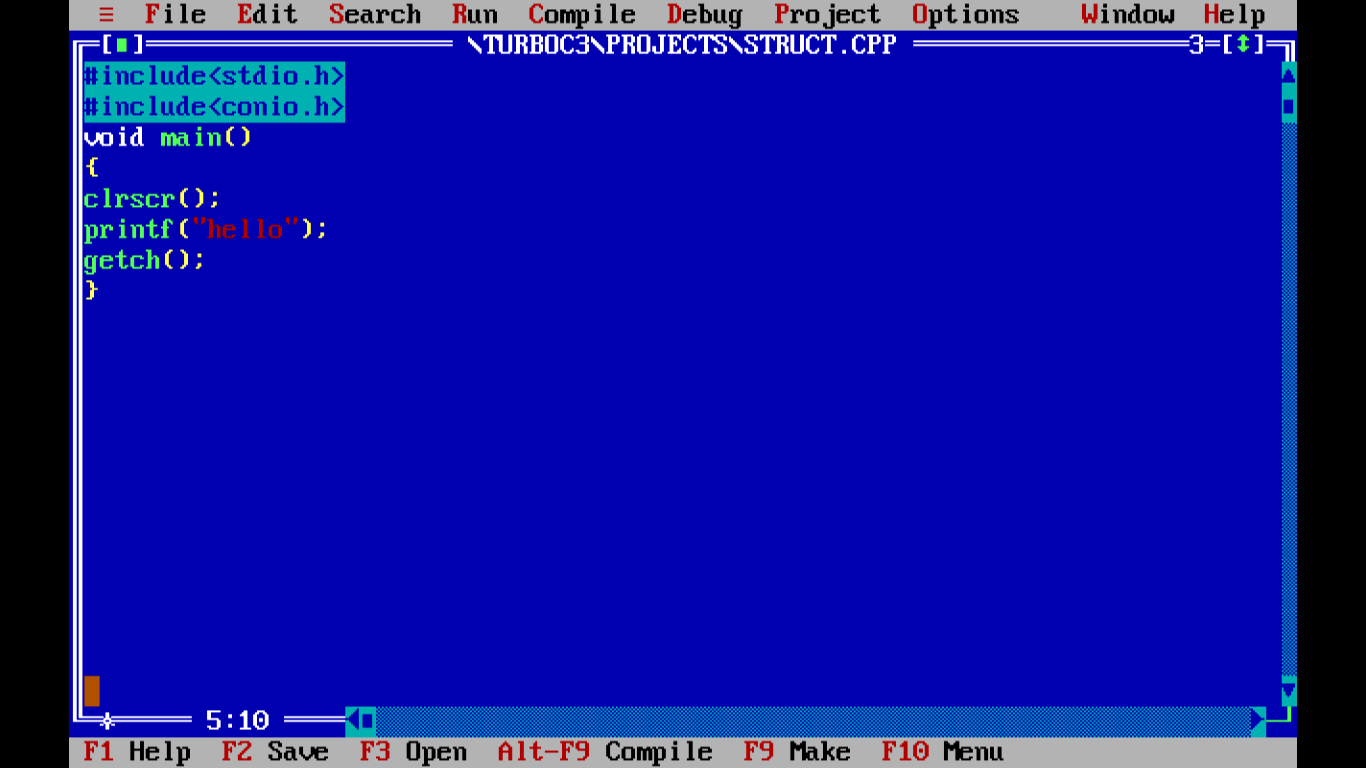 ≡ File Edit Search Run Compile Debug Project Options Window Help
[■] \TURBOC3\PROJECTS\STRUCT.CPP 3=[↕]
#include<stdio.h>
#include<conio.h>
void main()
{
clrscr();
printf("hello");
getch();
}
5:10
F1 Help F2 Save F3 Open Alt-F9 Compile F9 Make F10 Menu